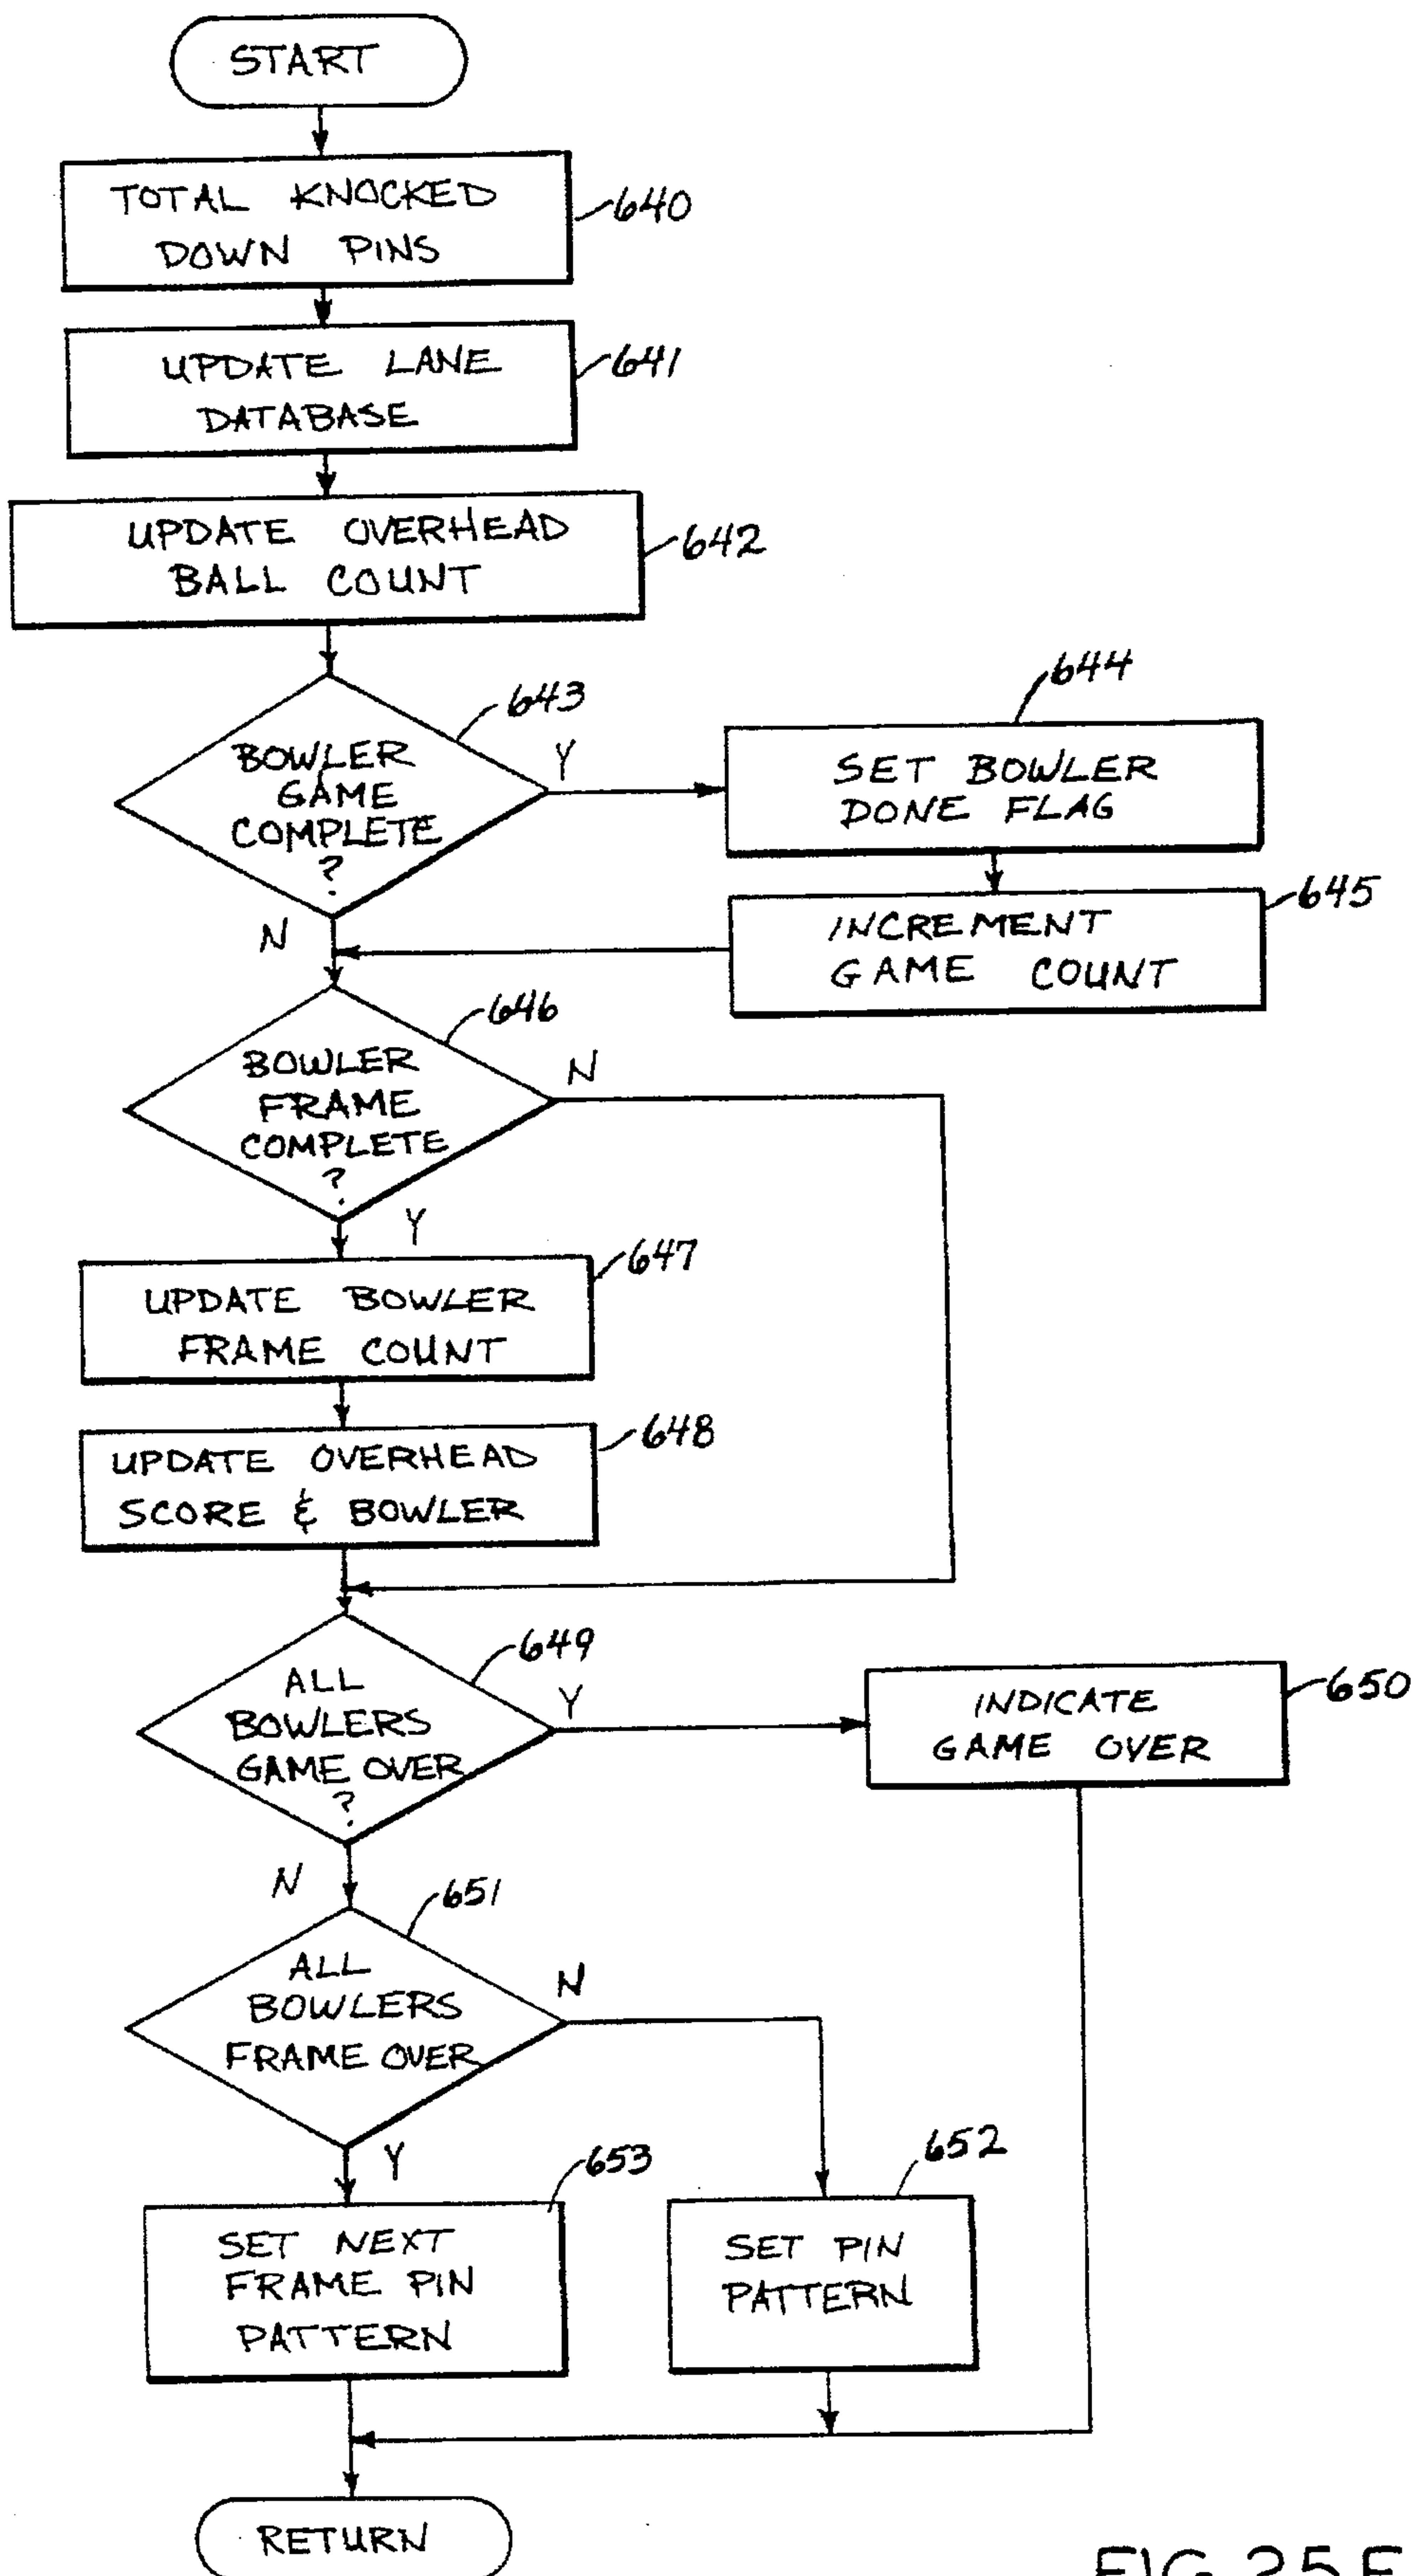 START
TOTAL KNOCKED
DOWN PINS
640
UPDATE LANE
DATABASE
641
UPDATE OVERHEAD
BALL COUNT
642
BOWLER
GAME
COMPLETE
?
643
Y
N
644
SET BOWLER
DONE FLAG
645
INCREMENT
GAME COUNT
646
BOWLER
FRAME
COMPLETE
?
N
Y
647
UPDATE BOWLER
FRAME COUNT
648
UPDATE OVERHEAD
SCORE & BOWLER
649
ALL
BOWLERS
GAME OVER
?
Y
N
650
INDICATE
GAME OVER
651
ALL
BOWLERS
FRAME OVER
N
Y
653
SET NEXT
FRAME PIN
PATTERN
652
SET PIN
PATTERN
RETURN
FIG. 25E